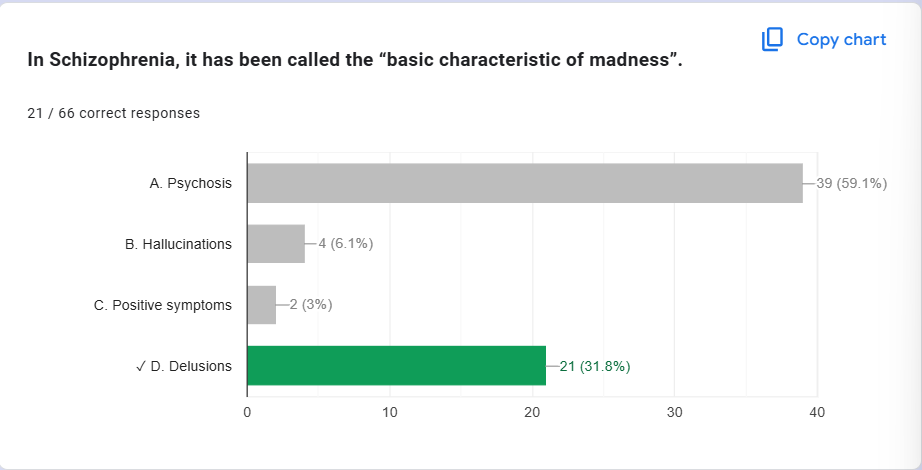 Copy chart
In Schizophrenia, it has been called the “basic characteristic of madness”.
21 / 66 correct responses
A. Psychosis 39 (59.1%)
B. Hallucinations 4 (6.1%)
C. Positive symptoms 2 (3%)
✓ D. Delusions 21 (31.8%)
0 10 20 30 40